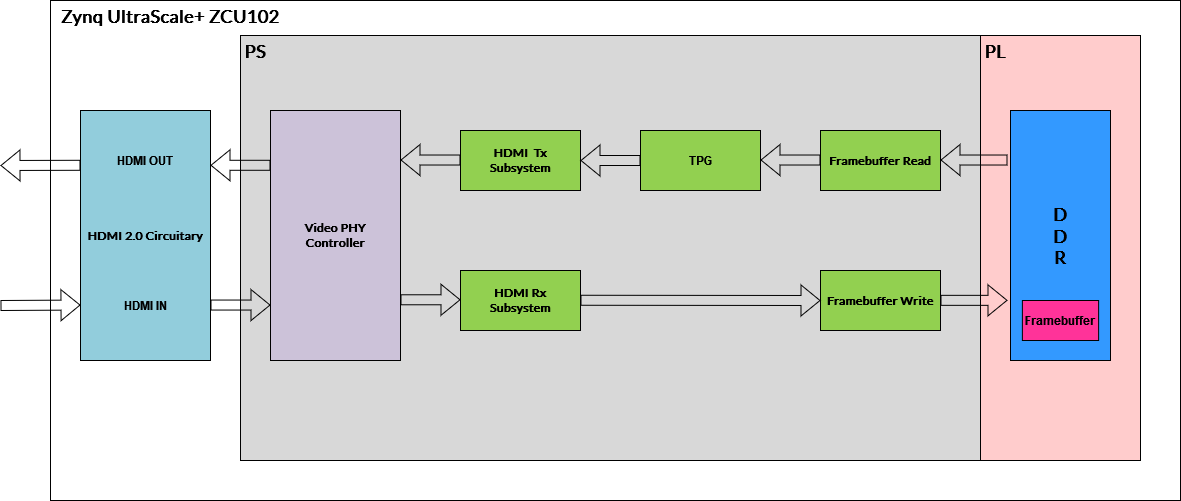 Zynq UltraScale+ ZCU102
PS
PL
HDMI OUT
HDMI 2.0 Circuitary
HDMI IN
Video PHY
Controller
HDMI Tx
Subsystem
TPG
Framebuffer Read
HDMI Rx
Subsystem
Framebuffer Write
D
D
R
Framebuffer